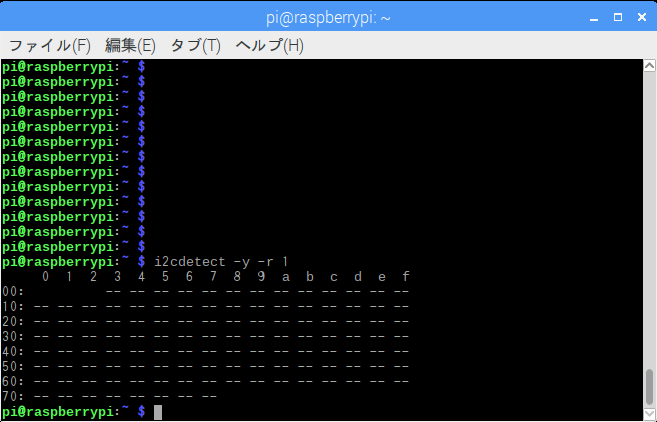 pi@raspberrypi: ~
ファイル(F) 編集(E) タブ(T) ヘルプ(H)
pi@raspberrypi:~ $
pi@raspberrypi:~ $
pi@raspberrypi:~ $
pi@raspberrypi:~ $
pi@raspberrypi:~ $
pi@raspberrypi:~ $
pi@raspberrypi:~ $
pi@raspberrypi:~ $
pi@raspberrypi:~ $
pi@raspberrypi:~ $
pi@raspberrypi:~ $
pi@raspberrypi:~ $
pi@raspberrypi:~ $
pi@raspberrypi:~ $ i2cdetect -y -r 1
     0  1  2  3  4  5  6  7  8  9  a  b  c  d  e  f
00:          -- -- -- -- -- -- -- -- -- -- -- -- --
10: -- -- -- -- -- -- -- -- -- -- -- -- -- -- -- --
20: -- -- -- -- -- -- -- -- -- -- -- -- -- -- -- --
30: -- -- -- -- -- -- -- -- -- -- -- -- -- -- -- --
40: -- -- -- -- -- -- -- -- -- -- -- -- -- -- -- --
50: -- -- -- -- -- -- -- -- -- -- -- -- -- -- -- --
60: -- -- -- -- -- -- -- -- -- -- -- -- -- -- -- --
70: -- -- -- -- -- -- -- --
pi@raspberrypi:~ $